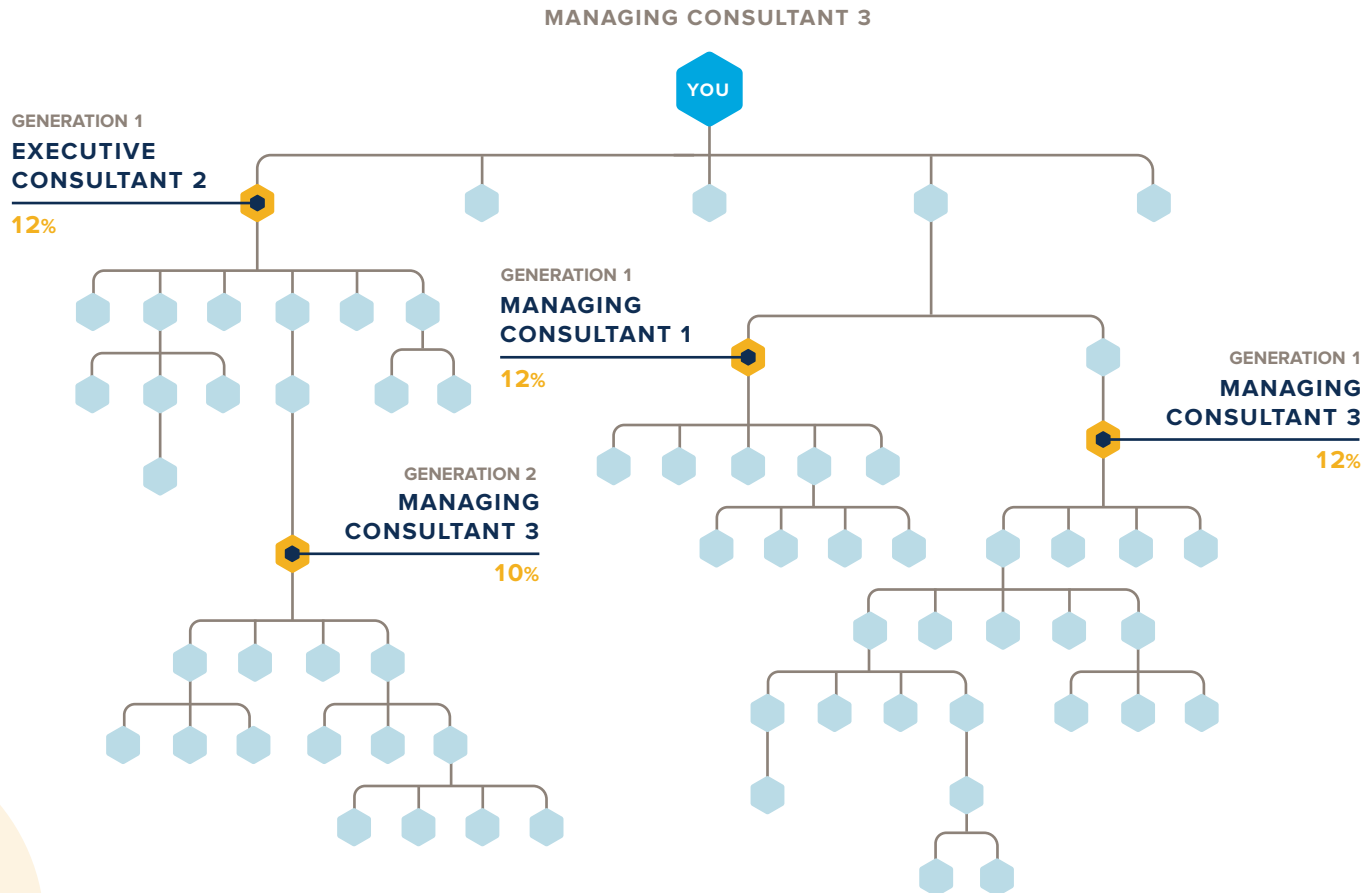 MANAGING CONSULTANT 3
YOU
GENERATION 1
EXECUTIVE
CONSULTANT 2
12%
GENERATION 1
MANAGING
CONSULTANT 1
12%
GENERATION 1
MANAGING
CONSULTANT 3
12%
GENERATION 2
MANAGING
CONSULTANT 3
10%